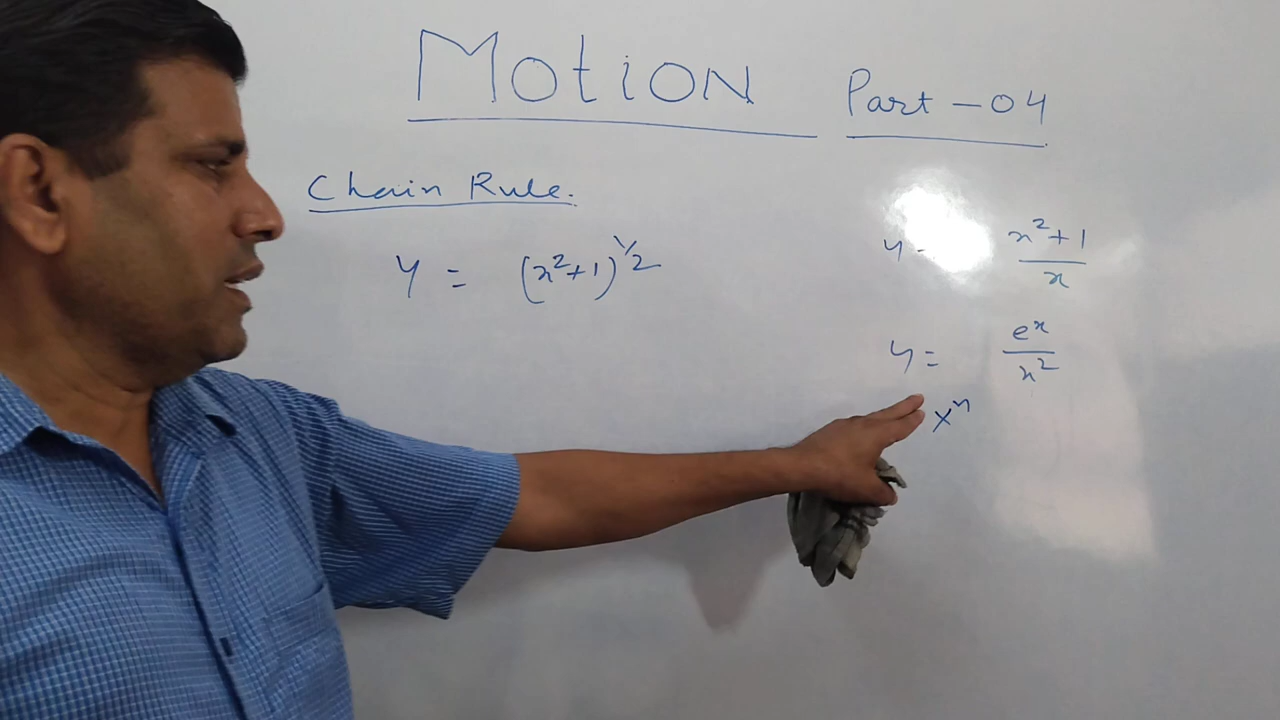 Motion Part - 04
Chain Rule.
y = (x²+1)^1/2
y = x²+1 / x
y = eˣ / x²
xⁿ